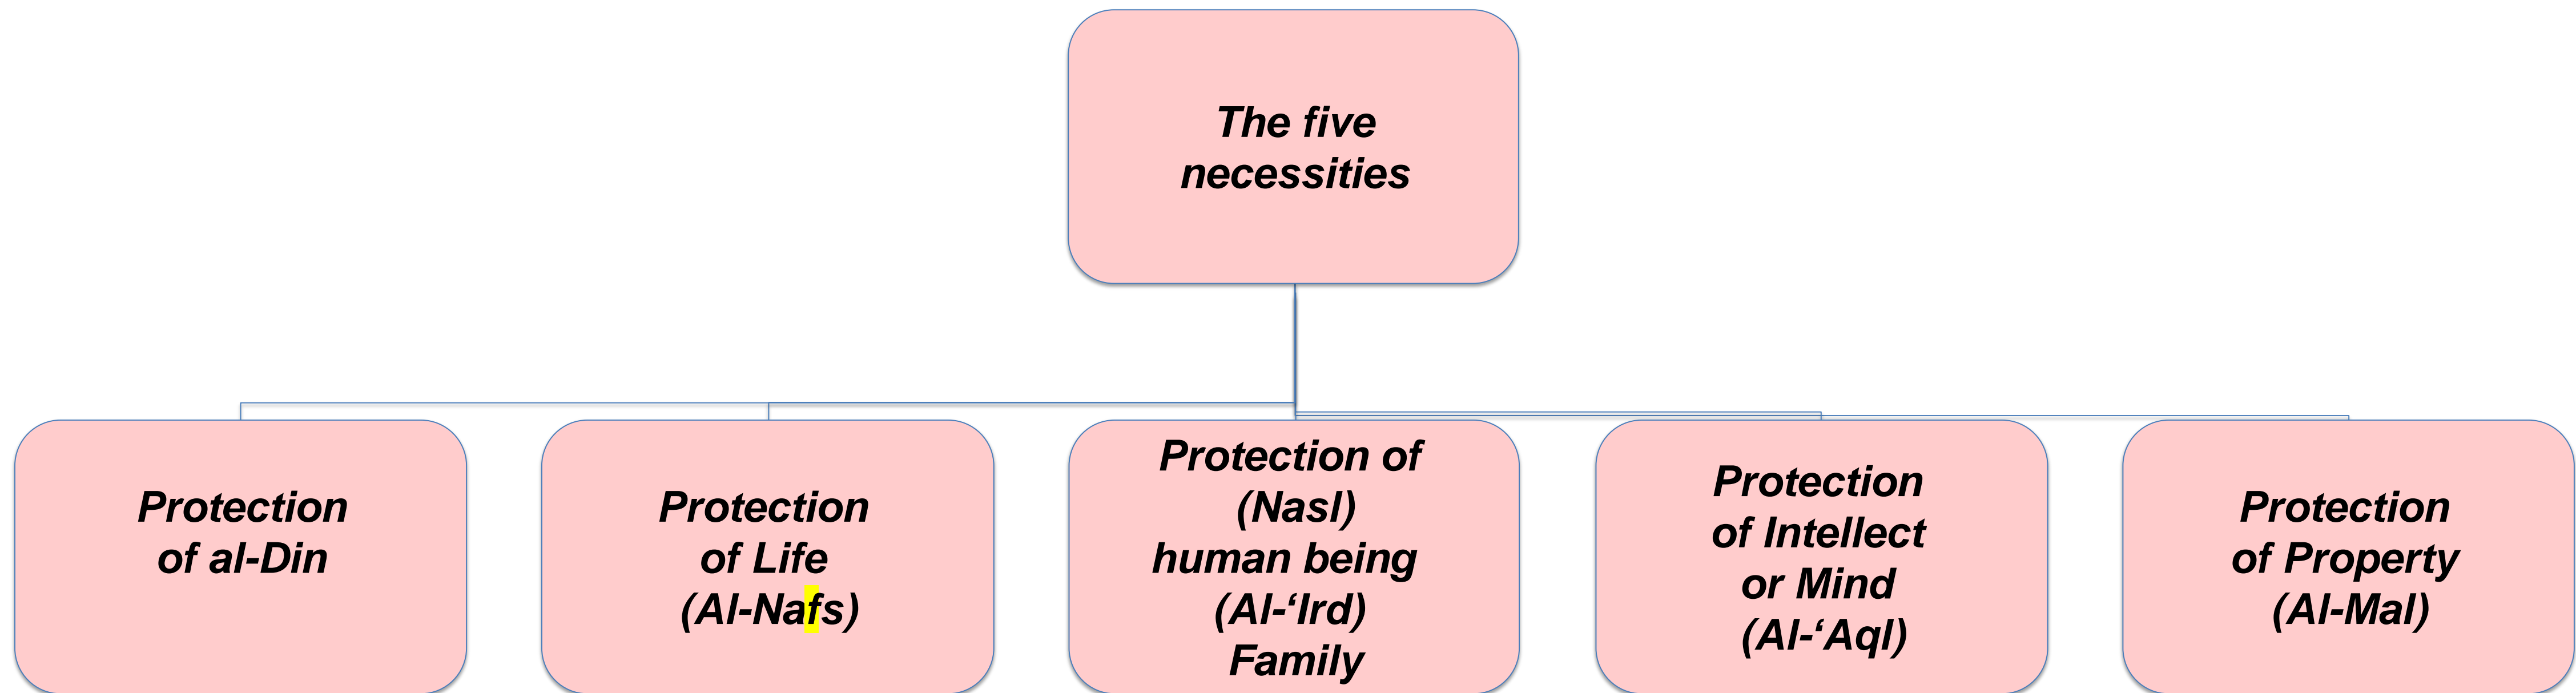 The five
necessities
Protection
of al-Din
Protection
of Life
(Al-Nafs)
Protection of
(Nasl)
human being
(Al-‘Ird)
Family
Protection
of Intellect
or Mind
(Al-‘Aql)
Protection
of Property
(Al-Mal)